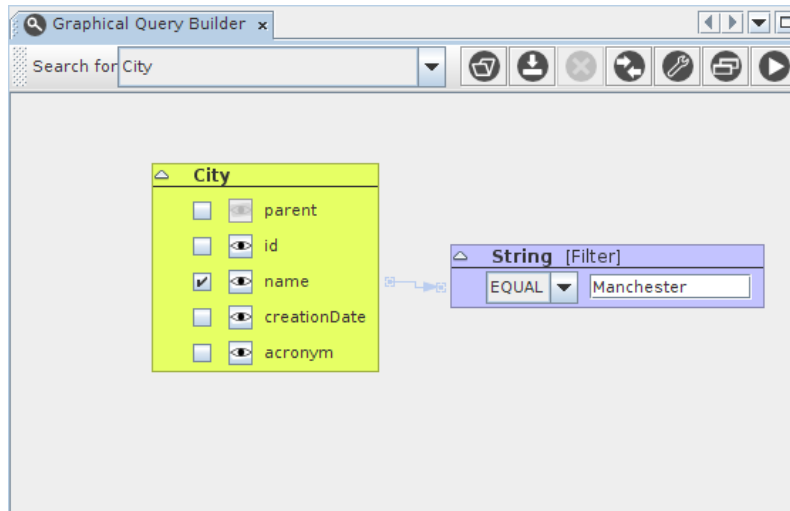 Graphical Query Builder x
Search for City
City
parent
id
name
creationDate
acronym
String [Filter]
EQUAL Manchester